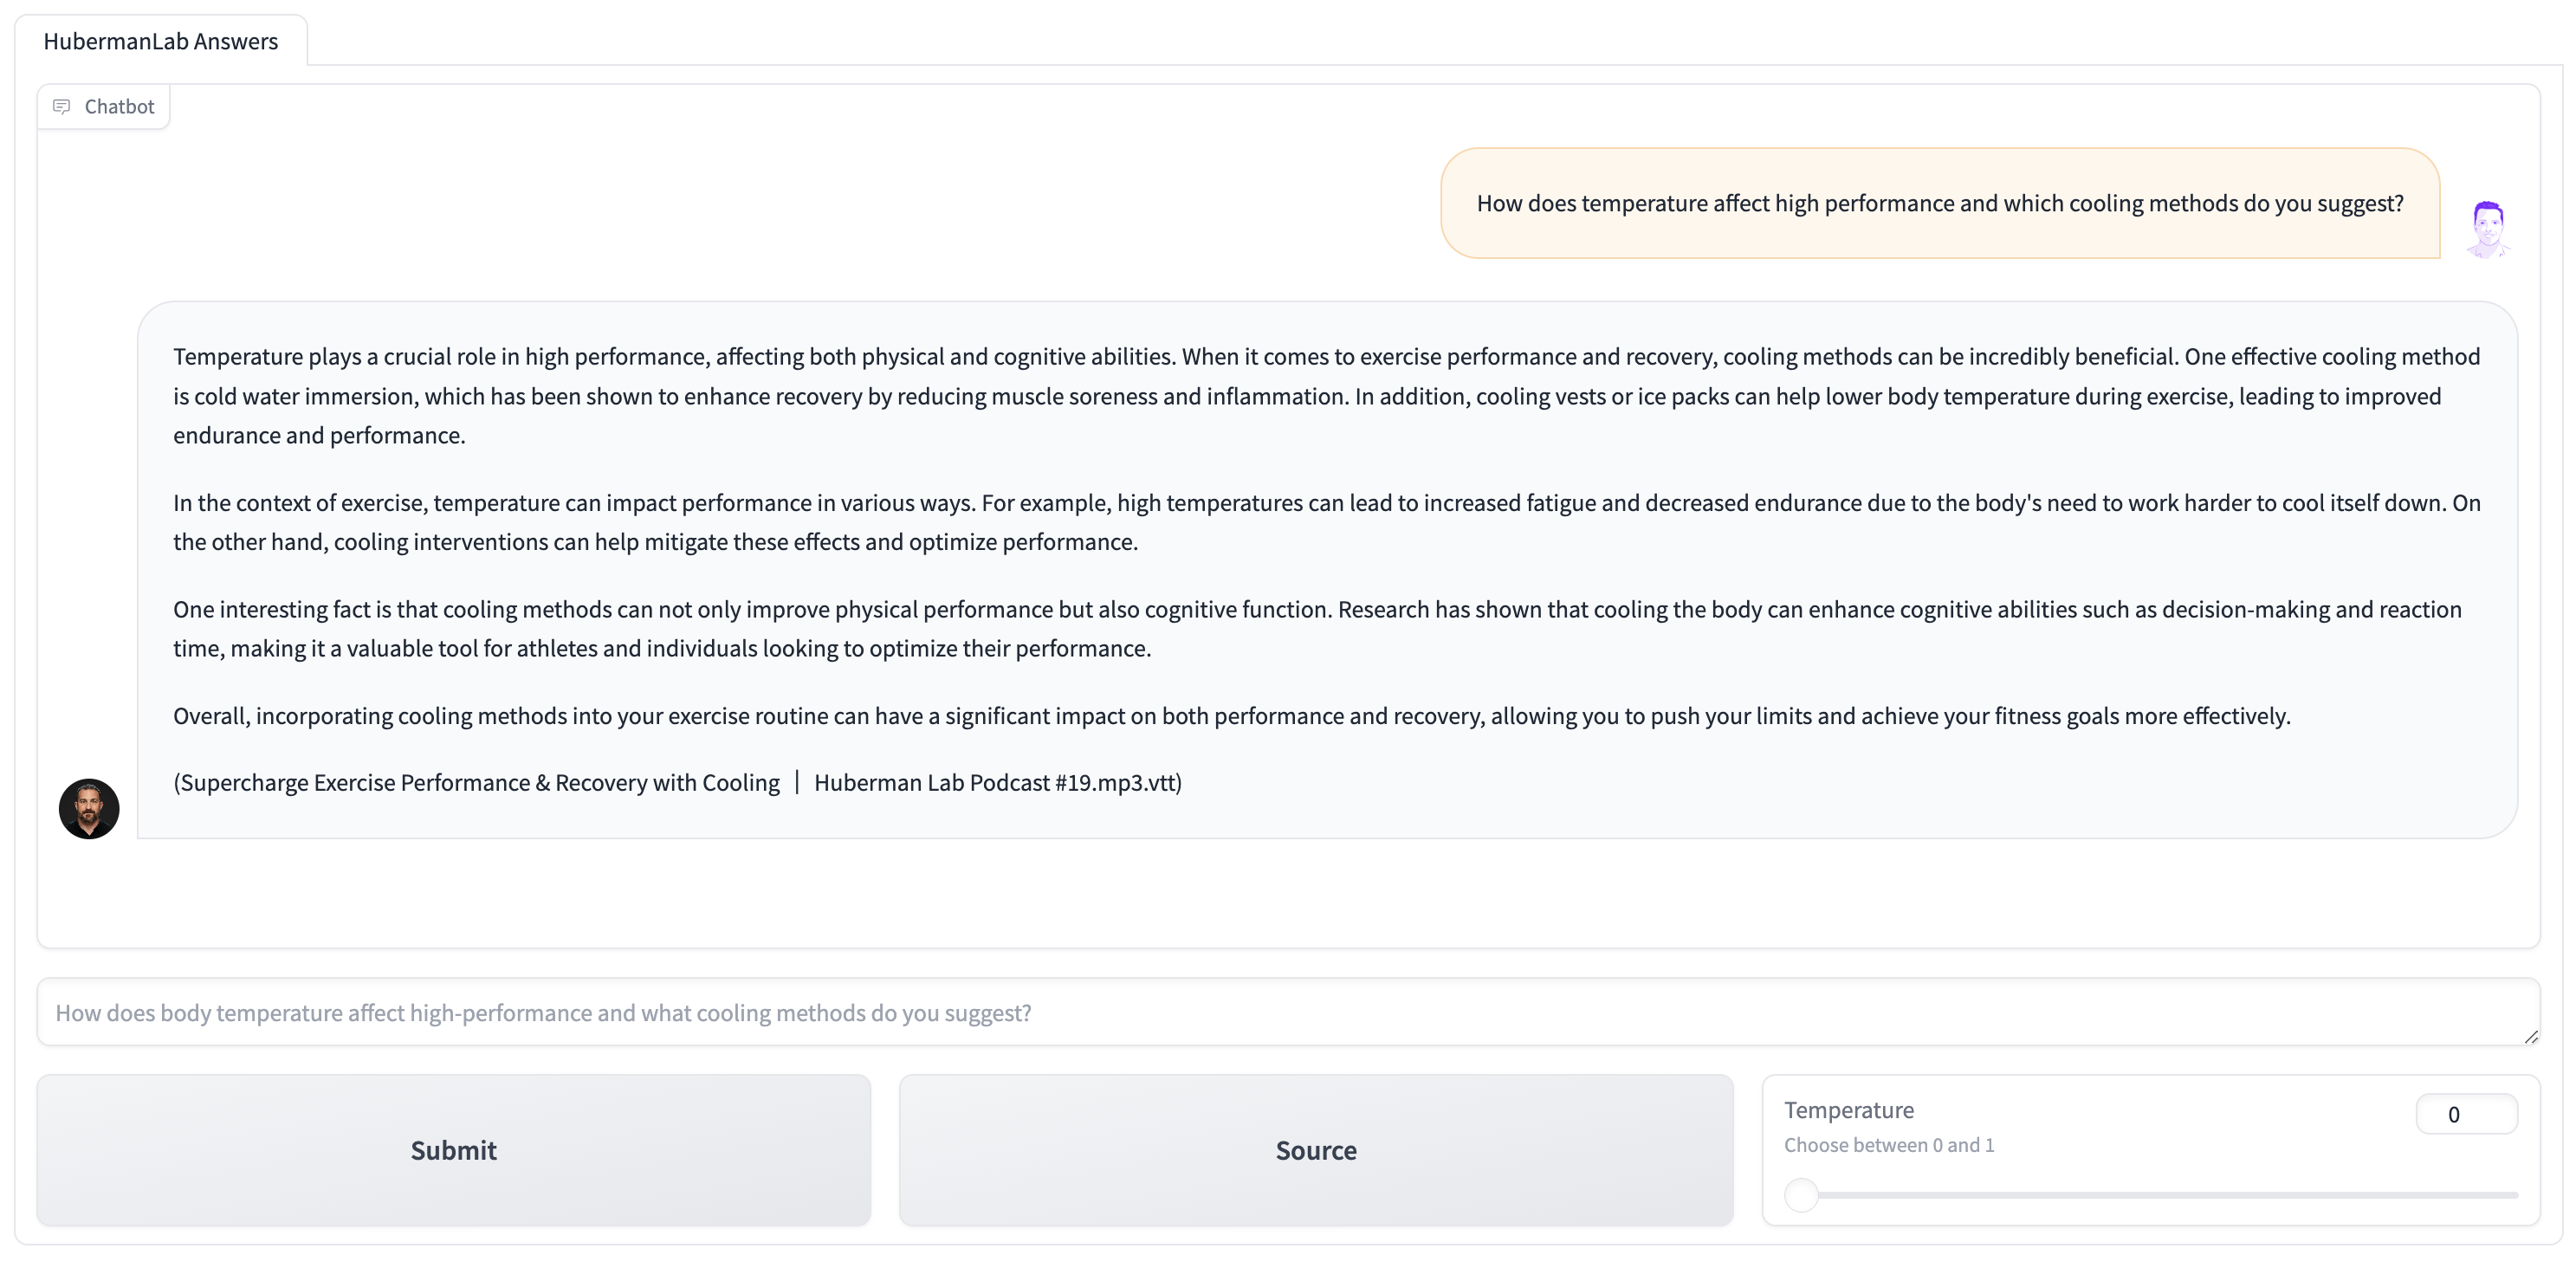 HubermanLab Answers
Chatbot
How does temperature affect high performance and which cooling methods do you suggest?
Temperature plays a crucial role in high performance, affecting both physical and cognitive abilities. When it comes to exercise performance and recovery, cooling methods can be incredibly beneficial. One effective cooling method
is cold water immersion, which has been shown to enhance recovery by reducing muscle soreness and inflammation. In addition, cooling vests or ice packs can help lower body temperature during exercise, leading to improved
endurance and performance.
In the context of exercise, temperature can impact performance in various ways. For example, high temperatures can lead to increased fatigue and decreased endurance due to the body's need to work harder to cool itself down. On
the other hand, cooling interventions can help mitigate these effects and optimize performance.
One interesting fact is that cooling methods can not only improve physical performance but also cognitive function. Research has shown that cooling the body can enhance cognitive abilities such as decision-making and reaction
time, making it a valuable tool for athletes and individuals looking to optimize their performance.
Overall, incorporating cooling methods into your exercise routine can have a significant impact on both performance and recovery, allowing you to push your limits and achieve your fitness goals more effectively.
(Supercharge Exercise Performance & Recovery with Cooling ｜ Huberman Lab Podcast #19.mp3.vtt)
How does body temperature affect high-performance and what cooling methods do you suggest?
Submit
Source
Temperature
0
Choose between 0 and 1